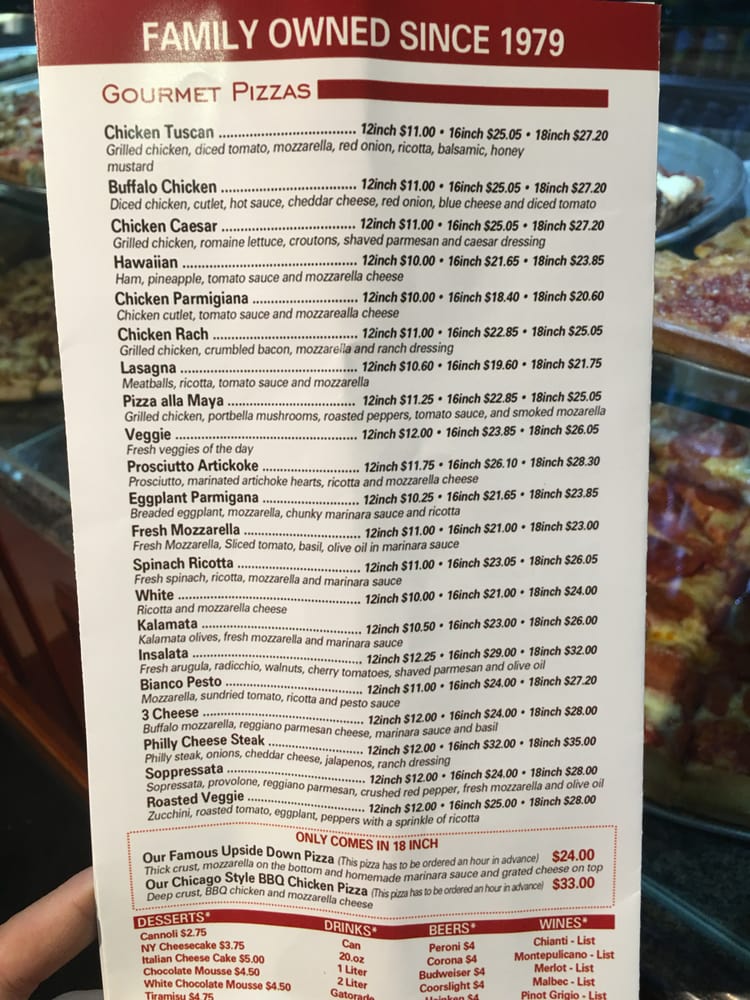 FAMILY OWNED SINCE 1979
GOURMET PIZZAS
Chicken Tuscan .................................. 12inch $11.00 • 16inch $25.05 • 18inch $27.20
Grilled chicken, diced tomato, mozzarella, red onion, ricotta, balsamic, honey
mustard
Buffalo Chicken .................................. 12inch $11.00 • 16inch $25.05 • 18inch $27.20
Diced chicken, cutlet, hot sauce, cheddar cheese, red onion, blue cheese and diced tomato
Chicken Caesar .................................. 12inch $11.00 • 16inch $25.05 • 18inch $27.20
Grilled chicken, romaine lettuce, croutons, shaved parmesan and caesar dressing
Hawaiian .................................. 12inch $10.00 • 16inch $21.65 • 18inch $23.85
Ham, pineapple, tomato sauce and mozzarella cheese
Chicken Parmigiana .......................... 12inch $10.00 • 16inch $18.40 • 18inch $20.60
Chicken cutlet, tomato sauce and mozzarealla cheese
Chicken Rach .................................. 12inch $11.00 • 16inch $22.85 • 18inch $25.05
Grilled chicken, crumbled bacon, mozzarella and ranch dressing
Lasagna .................................. 12inch $10.60 • 16inch $19.60 • 18inch $21.75
Meatballs, ricotta, tomato sauce and mozzarella
Pizza alla Maya ............................... 12inch $11.25 • 16inch $22.85 • 18inch $25.05
Grilled chicken, portbella mushrooms, roasted peppers, tomato sauce, and smoked mozarella
Veggie .................................. 12inch $12.00 • 16inch $23.85 • 18inch $26.05
Fresh veggies of the day
Prosciutto Artickoke ........................ 12inch $11.75 • 16inch $26.10 • 18inch $28.30
Prosciutto, marinated artichoke hearts, ricotta and mozzarella cheese
Eggplant Parmigana .......................... 12inch $10.25 • 16inch $21.65 • 18inch $23.85
Breaded eggplant, mozzarella, chunky marinara sauce and ricotta
Fresh Mozzarella ............................. 12inch $11.00 • 16inch $21.00 • 18inch $23.00
Fresh Mozzarella, Sliced tomato, basil, olive oil in marinara sauce
Spinach Ricotta .............................. 12inch $11.00 • 16inch $23.05 • 18inch $26.05
Fresh spinach, ricotta, mozzarella and marinara sauce
White .................................. 12inch $10.00 • 16inch $21.00 • 18inch $24.00
Ricotta and mozzarella cheese
Kalamata .................................. 12inch $10.50 • 16inch $23.00 • 18inch $26.00
Kalamata olives, fresh mozzarella and marinara sauce
Insalata .................................. 12inch $12.25 • 16inch $29.00 • 18inch $32.00
Fresh arugula, radicchio, walnuts, cherry tomatoes, shaved parmesan and olive oil
Bianco Pesto .................................. 12inch $11.00 • 16inch $24.00 • 18inch $27.20
Mozzarella, sundried tomato, ricotta and pesto sauce
3 Cheese .................................. 12inch $12.00 • 16inch $24.00 • 18inch $28.00
Buffalo mozzarella, reggiano parmesan cheese, marinara sauce and basil
Philly Cheese Steak ........................ 12inch $12.00 • 16inch $32.00 • 18inch $35.00
Philly steak, onions, cheddar cheese, jalapenos, ranch dressing
Soppressata .................................. 12inch $12.00 • 16inch $24.00 • 18inch $28.00
Sopressata, provolone, reggiano parmesan, crushed red pepper, fresh mozzarella and olive oil
Roasted Veggie .............................. 12inch $12.00 • 16inch $25.00 • 18inch $28.00
Zucchini, roasted tomato, eggplant, peppers with a sprinkle of ricotta
ONLY COMES IN 18 INCH
Our Famous Upside Down Pizza (This pizza has to be ordered an hour in advance) $24.00
Thick crust, mozzarella on the bottom and homemade marinara sauce and grated cheese on top
Our Chicago Style BBQ Chicken Pizza (This pizza has to be ordered an hour in advance) $33.00
Deep crust, BBQ chicken and mozzarella cheese
DESSERTS*
Cannoli $2.75
NY Cheesecake $3.75
Italian Cheese Cake $5.00
Chocolate Mousse $4.50
White Chocolate Mousse $4.50
Tiramisu $4.75
DRINKS*
Can
20.oz
1 Liter
2 Liter
Gatorade
BEERS*
Peroni $4
Corona $4
Budweiser $4
Coorslight $4
Heineken $4
WINES*
Chianti - List
Montepulicano - List
Merlot - List
Malbec - List
Pinot Grigio - List